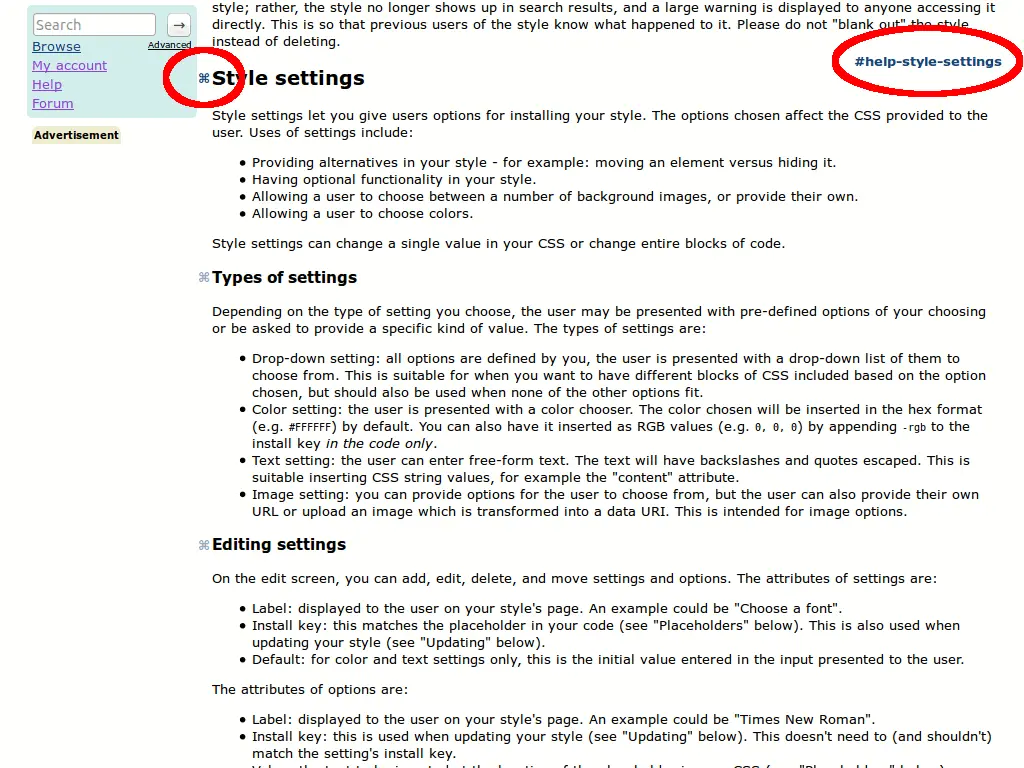 style; rather, the style no longer shows up in search results, and a large warning is displayed to anyone accessing it
directly. This is so that previous users of the style know what happened to it. Please do not "blank out" the style
instead of deleting.
Search →
Browse Advanced
My account
Help
Forum
Advertisement
#help-style-settings
⌘Style settings
Style settings let you give users options for installing your style. The options chosen affect the CSS provided to the
user. Uses of settings include:
• Providing alternatives in your style - for example: moving an element versus hiding it.
• Having optional functionality in your style.
• Allowing a user to choose between a number of background images, or provide their own.
• Allowing a user to choose colors.
Style settings can change a single value in your CSS or change entire blocks of code.
⌘Types of settings
Depending on the type of setting you choose, the user may be presented with pre-defined options of your choosing
or be asked to provide a specific kind of value. The types of settings are:
• Drop-down setting: all options are defined by you, the user is presented with a drop-down list of them to
choose from. This is suitable for when you want to have different blocks of CSS included based on the option
chosen, but should also be used when none of the other options fit.
• Color setting: the user is presented with a color chooser. The color chosen will be inserted in the hex format
(e.g. #FFFFFF) by default. You can also have it inserted as RGB values (e.g. 0, 0, 0) by appending -rgb to the
install key in the code only.
• Text setting: the user can enter free-form text. The text will have backslashes and quotes escaped. This is
suitable inserting CSS string values, for example the "content" attribute.
• Image setting: you can provide options for the user to choose from, but the user can also provide their own
URL or upload an image which is transformed into a data URI. This is intended for image options.
⌘Editing settings
On the edit screen, you can add, edit, delete, and move settings and options. The attributes of settings are:
• Label: displayed to the user on your style's page. An example could be "Choose a font".
• Install key: this matches the placeholder in your code (see "Placeholders" below). This is also used when
updating your style (see "Updating" below).
• Default: for color and text settings only, this is the initial value entered in the input presented to the user.
The attributes of options are:
• Label: displayed to the user on your style's page. An example could be "Times New Roman".
• Install key: this is used when updating your style (see "Updating" below). This doesn't need to (and shouldn't)
match the setting's install key.